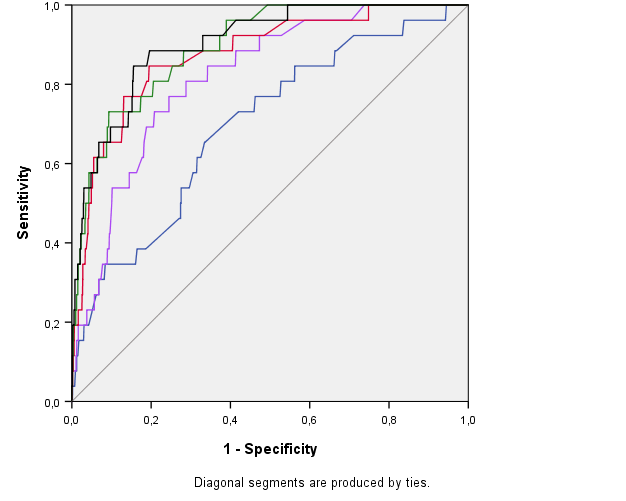 1,0
0,8
0,6
0,4
0,2
0,0
Sensitivity
0,0 0,2 0,4 0,6 0,8 1,0
1 - Specificity
Diagonal segments are produced by ties.